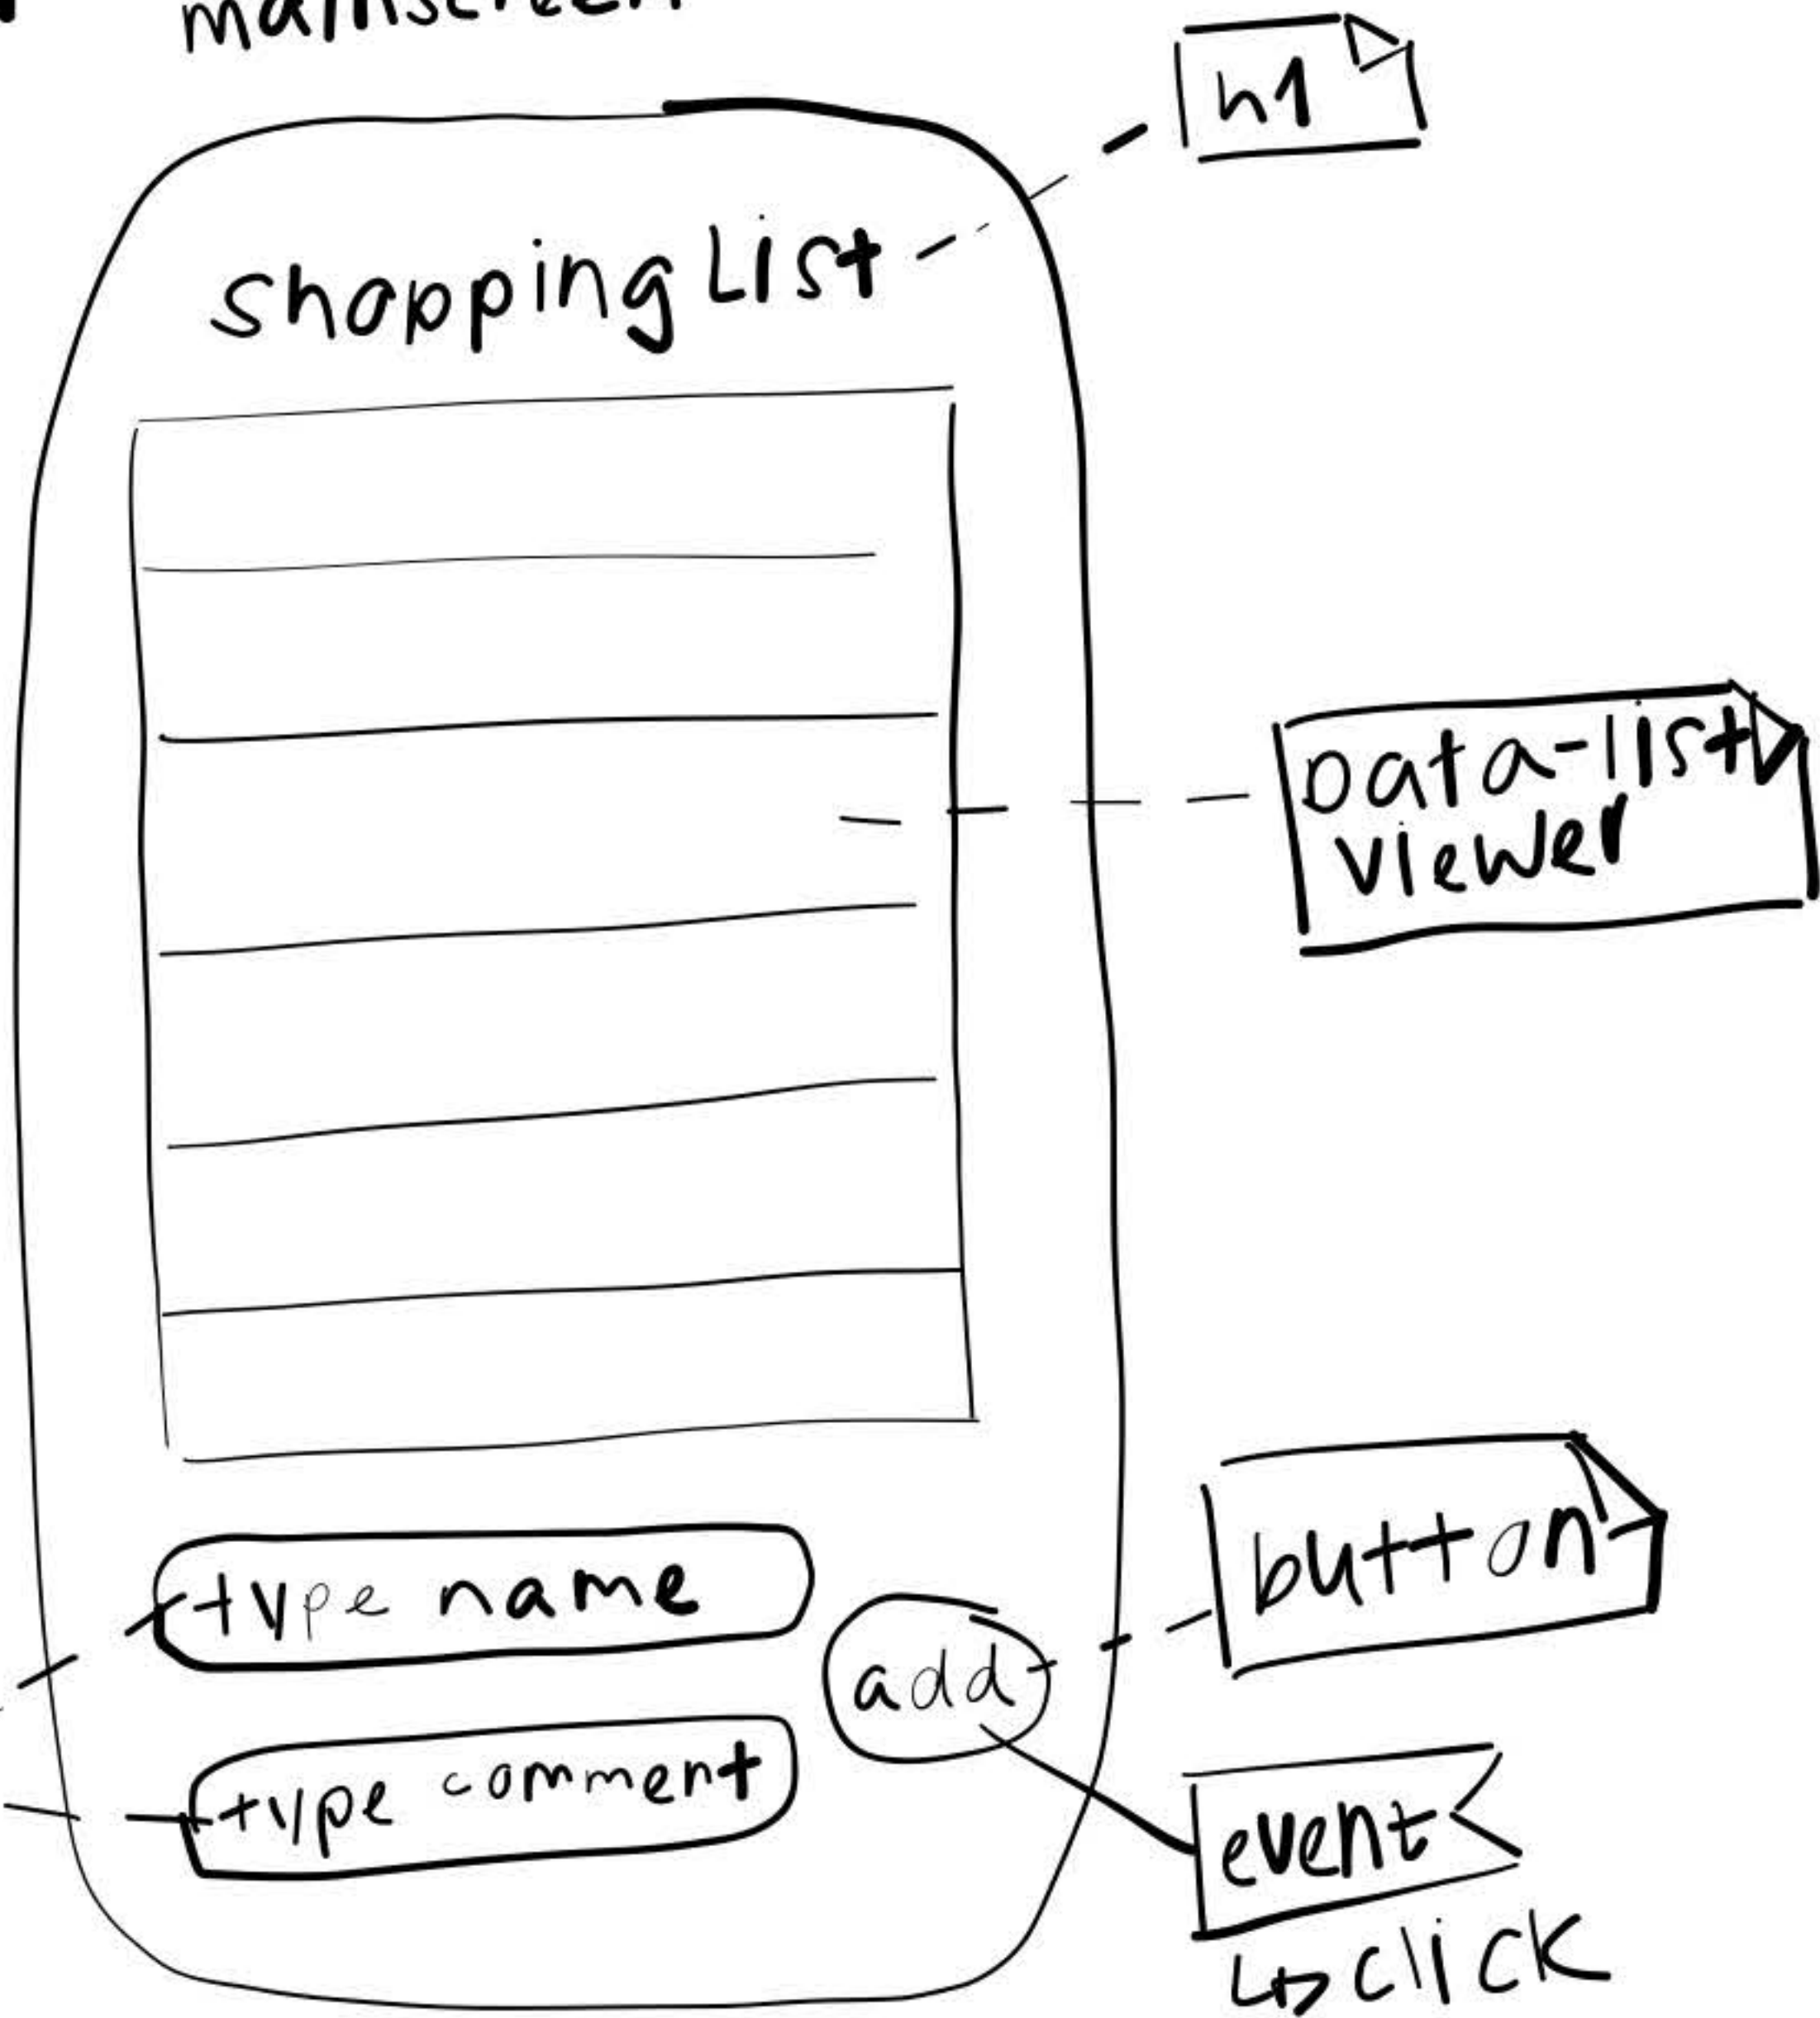 mainscreen
h1
shopping List
Data-list
viewer
type name
button
add
type comment
event
click